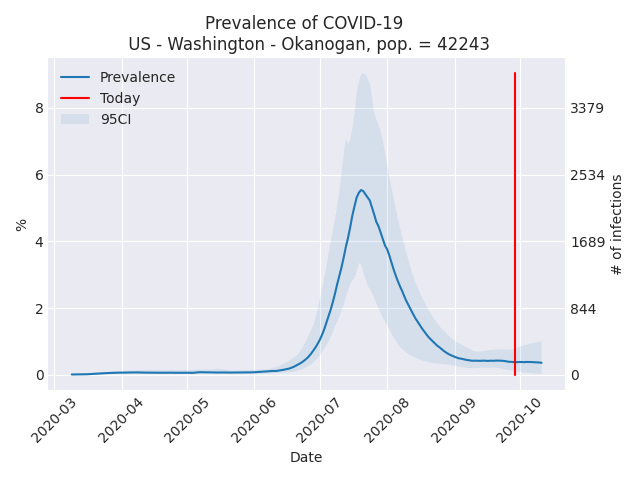 Prevalence of COVID-19
US - Washington - Okanogan, pop. = 42243
Prevalence
Today
95CI
%
8
6
4
2
0
3379
2534
1689
844
0
# of infections
2020-03
2020-04
2020-05
2020-06
2020-07
2020-08
2020-09
2020-10
Date